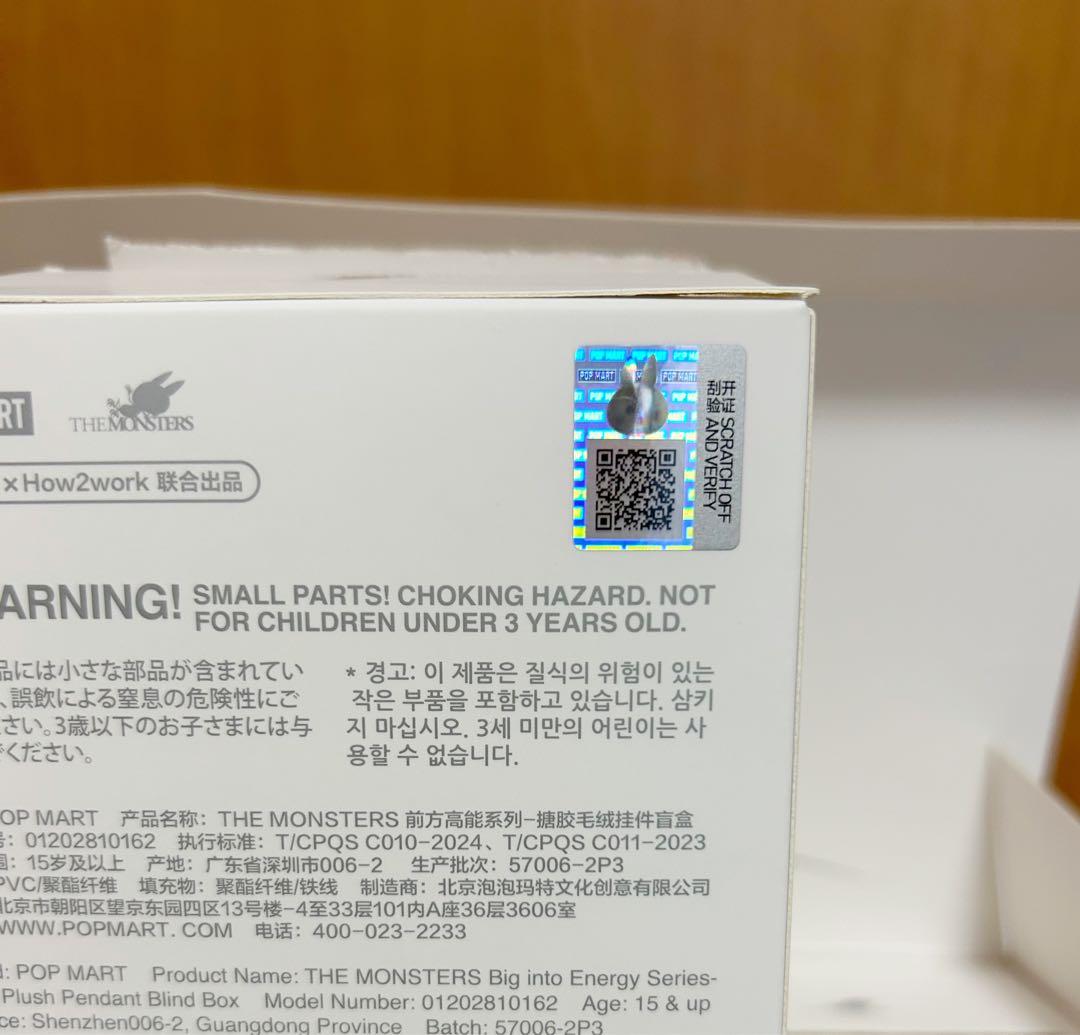 ART
THE MONSTERS
×How2work 联合出品
POP MART
POP MART
POP MART
刮开
验证 SCRATCH OFF
AND VERIFY
ARNING! SMALL PARTS! CHOKING HAZARD. NOT
FOR CHILDREN UNDER 3 YEARS OLD.
品には小さな部品が含まれてい
、誤飲による窒息の危険性にご
さい。3歳以下のお子さまには与
でください。
* 경고: 이 제품은 질식의 위험이 있는
작은 부품을 포함하고 있습니다. 삼키
지 마십시오. 3세 미만의 어린이는 사
용할 수 없습니다.
OP MART 产品名称: THE MONSTERS 前方高能系列-搪胶毛绒挂件盲盒
号: 01202810162 执行标准: T/CPQS C010-2024、T/CPQS C011-2023
围: 15岁及以上 产地: 广东省深圳市006-2 生产批次: 57006-2P3
PVC/聚酯纤维 填充物: 聚酯纤维/铁线 制造商: 北京泡泡玛特文化创意有限公司
北京市朝阳区望京东园四区13号楼-4至33层101内A座36层3606室
WWW.POPMART.COM 电话: 400-023-2233
d: POP MART Product Name: THE MONSTERS Big into Energy Series-
Plush Pendant Blind Box Model Number: 01202810162 Age: 15 & up
ce: Shenzhen006-2, Guangdong Province Batch: 57006-2P3